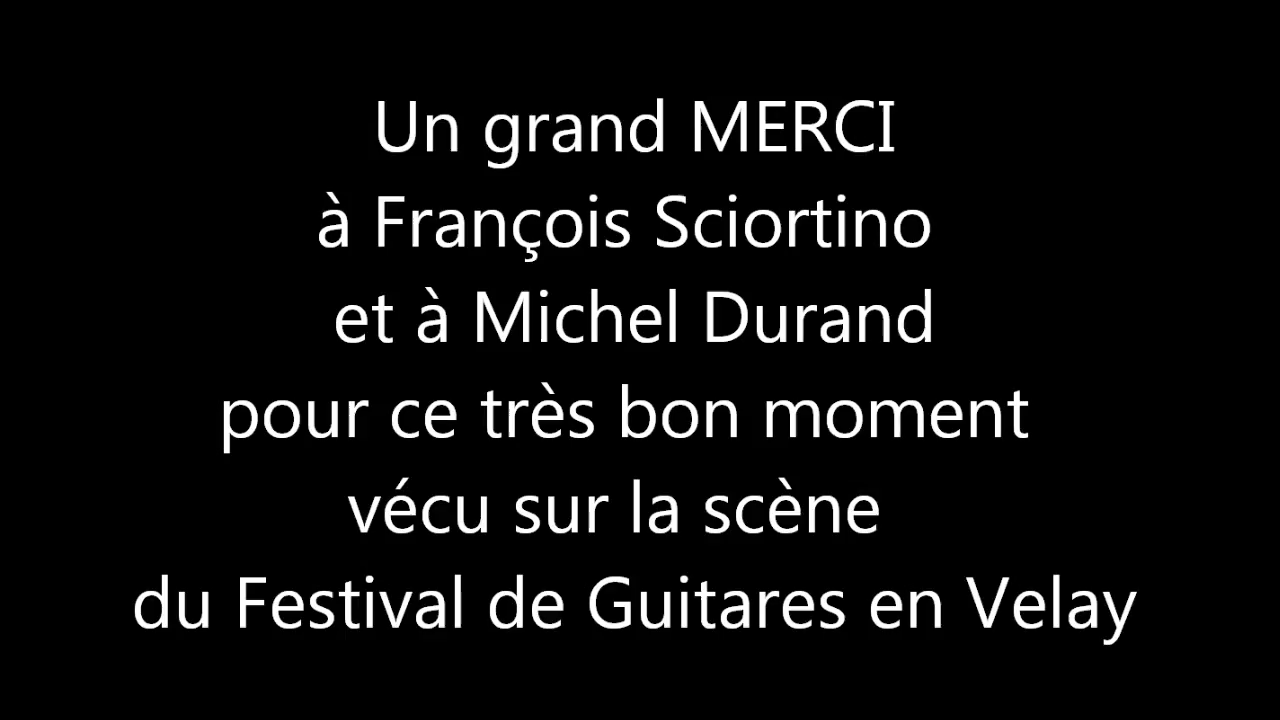 Un grand MERCI
à François Sciortino
et à Michel Durand
pour ce très bon moment
vécu sur la scène
du Festival de Guitares en Velay